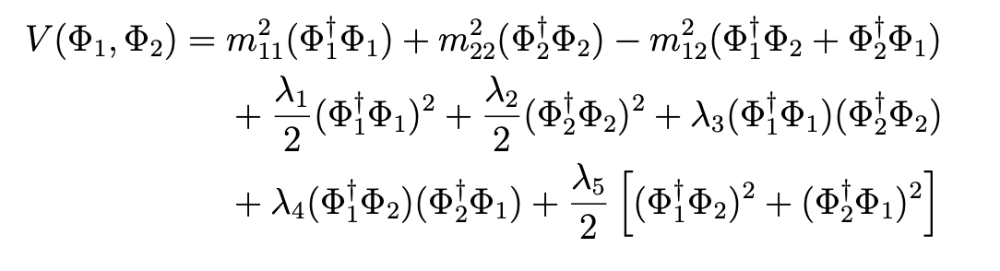 V(Φ₁, Φ₂) = m₁₁²(Φ₁†Φ₁) + m₂₂²(Φ₂†Φ₂) − m₁₂²(Φ₁†Φ₂ + Φ₂†Φ₁)
+ λ₁/2 (Φ₁†Φ₁)² + λ₂/2 (Φ₂†Φ₂)² + λ₃(Φ₁†Φ₁)(Φ₂†Φ₂)
+ λ₄(Φ₁†Φ₂)(Φ₂†Φ₁) + λ₅/2 [(Φ₁†Φ₂)² + (Φ₂†Φ₁)²]